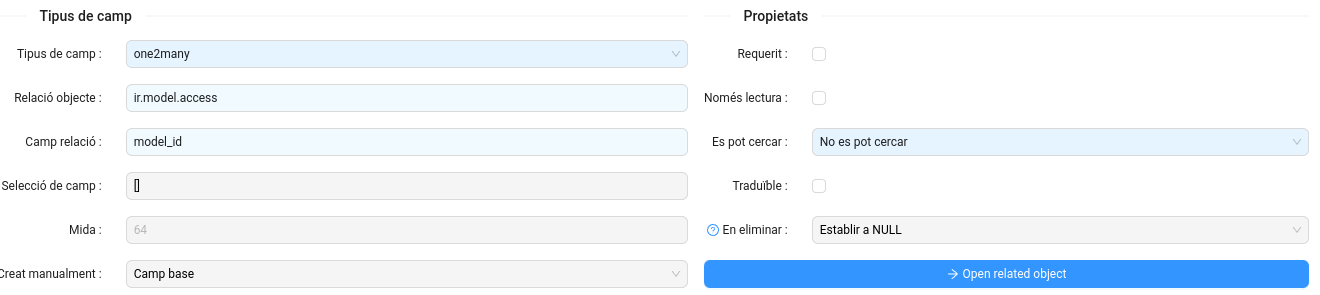 Tipus de camp
Tipus de camp :
one2many
Relació objecte :
ir.model.access
Camp relació :
model_id
Selecció de camp :
[]
Mida :
64
Creat manualment :
Camp base
Propietats
Requerit :
Només lectura :
Es pot cercar :
No es pot cercar
Traduïble :
En eliminar :
Establir a NULL
Open related object